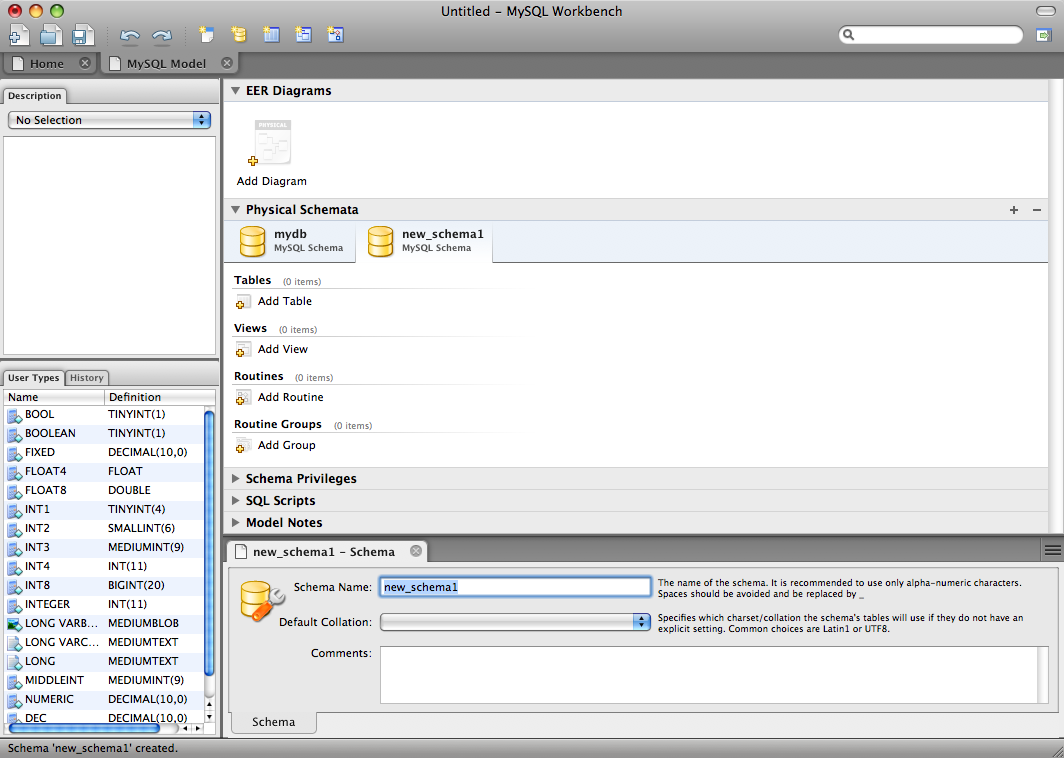 Untitled – MySQL Workbench
Home
MySQL Model
Description
No Selection
EER Diagrams
PHYSICAL
Add Diagram
Physical Schemata
mydb
MySQL Schema
new_schema1
MySQL Schema
Tables (0 items)
Add Table
Views (0 items)
Add View
Routines (0 items)
Add Routine
Routine Groups (0 items)
Add Group
Schema Privileges
SQL Scripts
Model Notes
User Types History
Name Definition
BOOL TINYINT(1)
BOOLEAN TINYINT(1)
FIXED DECIMAL(10,0)
FLOAT4 FLOAT
FLOAT8 DOUBLE
INT1 TINYINT(4)
INT2 SMALLINT(6)
INT3 MEDIUMINT(9)
INT4 INT(11)
INT8 BIGINT(20)
INTEGER INT(11)
LONG VARB... MEDIUMBLOB
LONG VARC... MEDIUMTEXT
LONG MEDIUMTEXT
MIDDLEINT MEDIUMINT(9)
NUMERIC DECIMAL(10,0)
DEC DECIMAL(10,0)
new_schema1 – Schema
Schema Name: new_schema1
The name of the schema. It is recommended to use only alpha-numeric characters.
Spaces should be avoided and be replaced by _
Default Collation:
Specifies which charset/collation the schema's tables will use if they do not have an
explicit setting. Common choices are Latin1 or UTF8.
Comments:
Schema
Schema 'new_schema1' created.